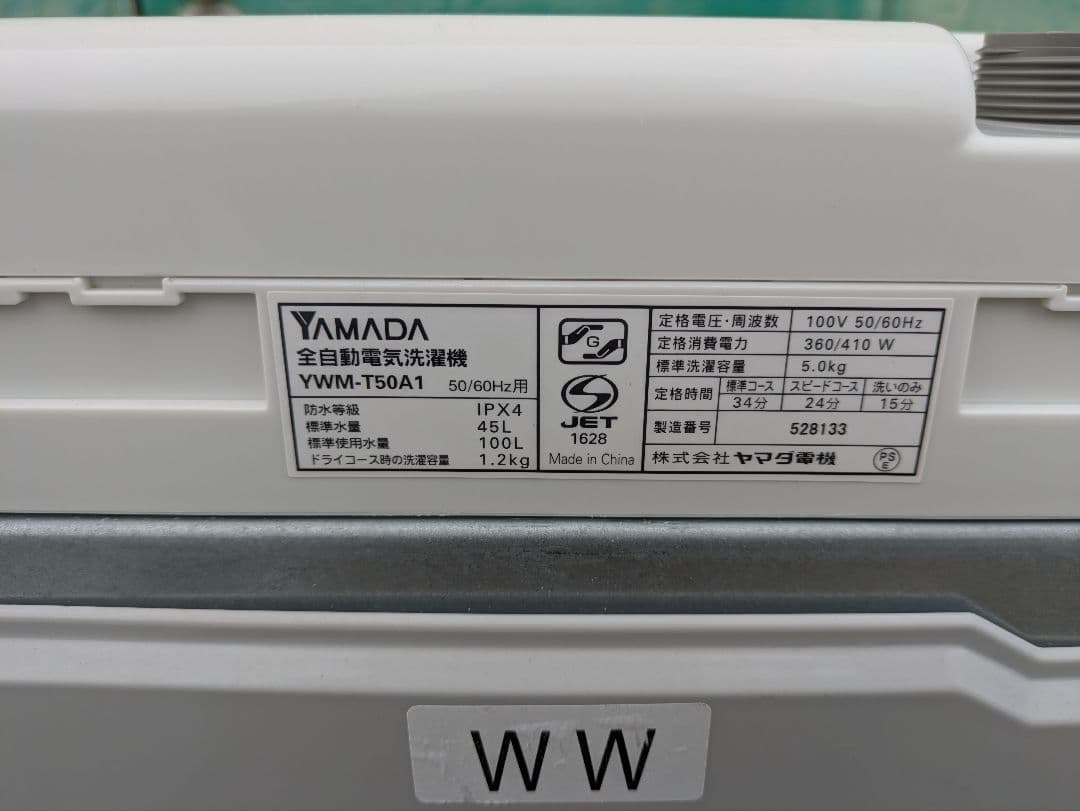 YAMADA
全自動電気洗濯機
YWM-T50A1 50/60Hz用
防水等級 IPX4
標準水量 45L
標準使用水量 100L
ドライコース時の洗濯容量 1.2kg
G
S
JET
1628
Made in China
定格電圧・周波数 100V 50/60Hz
定格消費電力 360/410 W
標準洗濯容量 5.0kg
定格時間 標準コース スピードコース 洗いのみ
34分 24分 15分
製造番号 528133
株式会社ヤマダ電機 PSE
WW